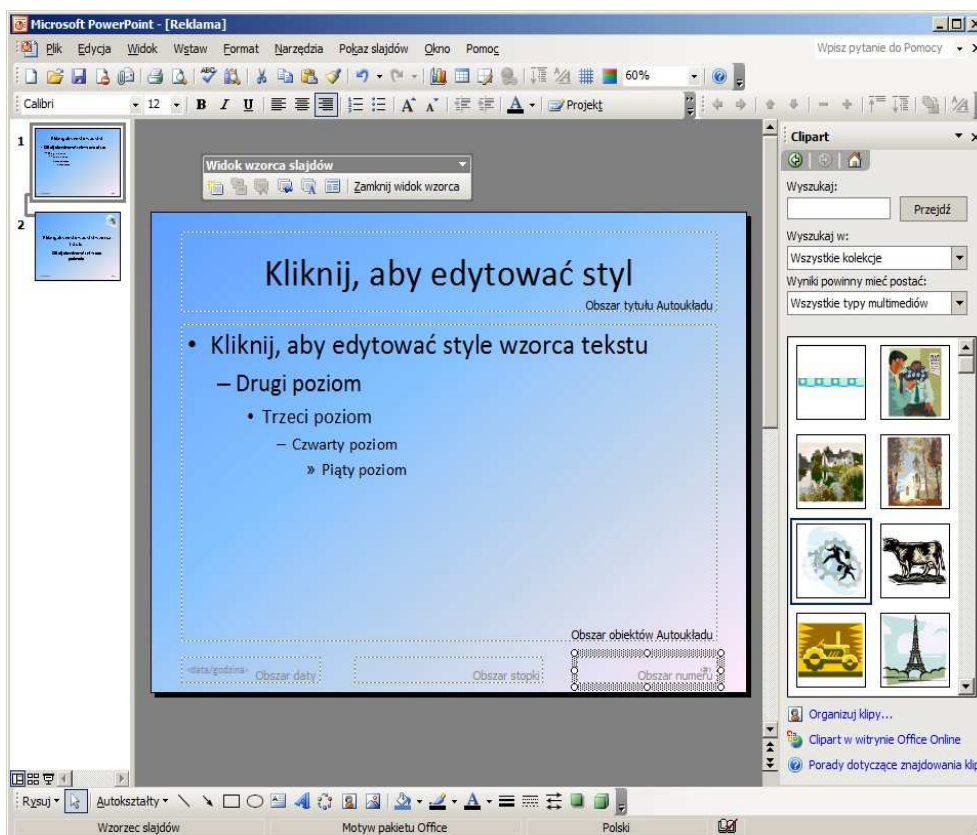 Microsoft PowerPoint - [Reklama]
Plik Edycja Widok Wstaw Format Narzędzia Pokaz slajdów Okno Pomoc Wpisz pytanie do Pomocy
60%
Calibri 12 B I U A A A Projekt
1
2
Widok wzorca slajdów
Zamknij widok wzorca
Kliknij, aby edytować styl
Obszar tytułu Autoukładu
• Kliknij, aby edytować style wzorca tekstu
– Drugi poziom
• Trzeci poziom
– Czwarty poziom
» Piąty poziom
Obszar obiektów Autoukładu
<data/godzina> Obszar daty
Obszar stopki
Obszar numeru
Clipart
Wyszukaj:
Przejdź
Wyszukaj w:
Wszystkie kolekcje
Wyniki powinny mieć postać:
Wszystkie typy multimediów
Organizuj klipy...
Clipart w witrynie Office Online
Porady dotyczące znajdowania kli
Rysuj Autokształty
Wzorzec slajdów Motyw pakietu Office Polski